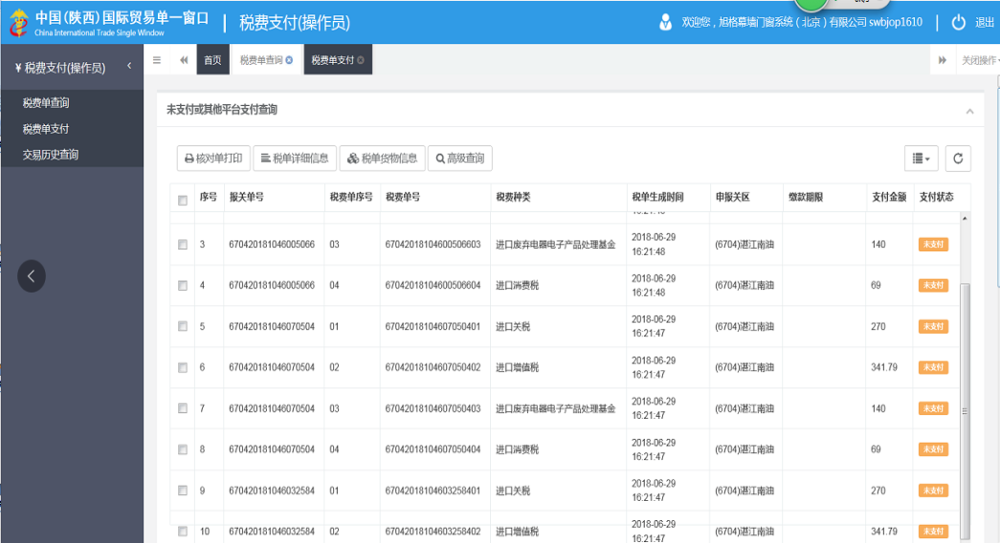 中国(陕西)国际贸易单一窗口
China International Trade Single Window
税费支付(操作员)
欢迎您，旭格幕墙门窗系统（北京）有限公司 swbjop1610
退出
¥ 税费支付(操作员)
首页
税费单查询
税费单支付
关闭操作
税费单查询
税费单支付
交易历史查询
未支付或其他平台支付查询
核对单打印
税单详细信息
税单货物信息
高级查询
序号 报关单号 税费单序号 税费单号 税费种类 税单生成时间 申报关区 缴款期限 支付金额 支付状态
3 670420181046005066 03 67042018104600506603 进口废弃电器电子产品处理基金 2018-06-29 16:21:48 (6704)湛江南油 140 未支付
4 670420181046005066 04 67042018104600506604 进口消费税 2018-06-29 16:21:48 (6704)湛江南油 69 未支付
5 670420181046070504 01 67042018104607050401 进口关税 2018-06-29 16:21:47 (6704)湛江南油 270 未支付
6 670420181046070504 02 67042018104607050402 进口增值税 2018-06-29 16:21:47 (6704)湛江南油 341.79 未支付
7 670420181046070504 03 67042018104607050403 进口废弃电器电子产品处理基金 2018-06-29 16:21:47 (6704)湛江南油 140 未支付
8 670420181046070504 04 67042018104607050404 进口消费税 2018-06-29 16:21:47 (6704)湛江南油 69 未支付
9 670420181046032584 01 67042018104603258401 进口关税 2018-06-29 16:21:47 (6704)湛江南油 270 未支付
10 670420181046032584 02 67042018104603258402 进口增值税 2018-06-29 16:21:47 (6704)湛江南油 341.79 未支付